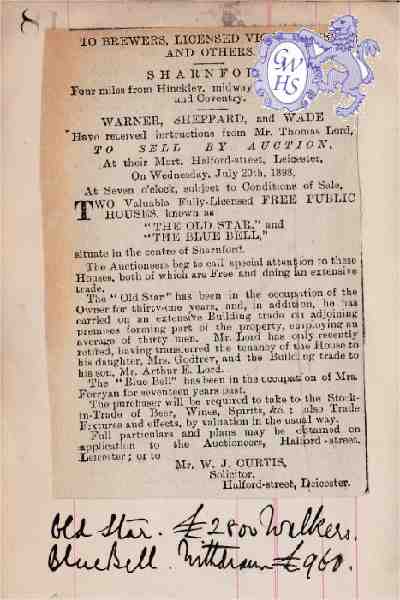 TO BREWERS, LICENSED VIC
AND OTHERS.
SHARNFOR
Four miles from Hinckley, midway
and Coventry.
WARNER, SHEPPARD, and WADE
Have received instructions from Mr. Thomas Lord,
TO SELL BY AUCTION,
At their Mart, Halford-street, Leicester,
On Wednesday, July 20th, 1898,
At Seven o'clock, subject to Conditions of Sale,
TWO Valuable Fully-Licensed FREE PUBLIC
HOUSES, known as
"THE OLD STAR," and
"THE BLUE BELL,"
situate in the centre of Sharnford.
The Auctioneers beg to call special attention to these
Houses, both of which are Free and doing an extensive
trade.
The "Old Star" has been in the occupation of the
Owner for thirty-one years, and, in addition, he has
carried on an extensive Building trade on adjoining
premises forming part of the property, employing an
average of thirty men. Mr. Lord has only recently
retired, having transferred the tenancy of the House to
his daughter, Mrs. Godfrey, and the Building trade to
his son, Mr. Arthur E. Lord.
The "Blue Bell" has been in the occupation of Mrs.
Forryan for seventeen years past.
The purchaser will be required to take to the Stock-
in-Trade of Beer, Wines, Spirits, &c.; also Trade
Fixtures and effects, by valuation in the usual way.
Full particulars and plans may be obtained on
application to the Auctioneers, Halford-street,
Leicester; or to
Mr. W. J. CURTIS,
Solicitor,
Halford-street, Leicester.
GWHS
Old Star. £2800 Walkers.
Blue Bell. Withdrawn £960.